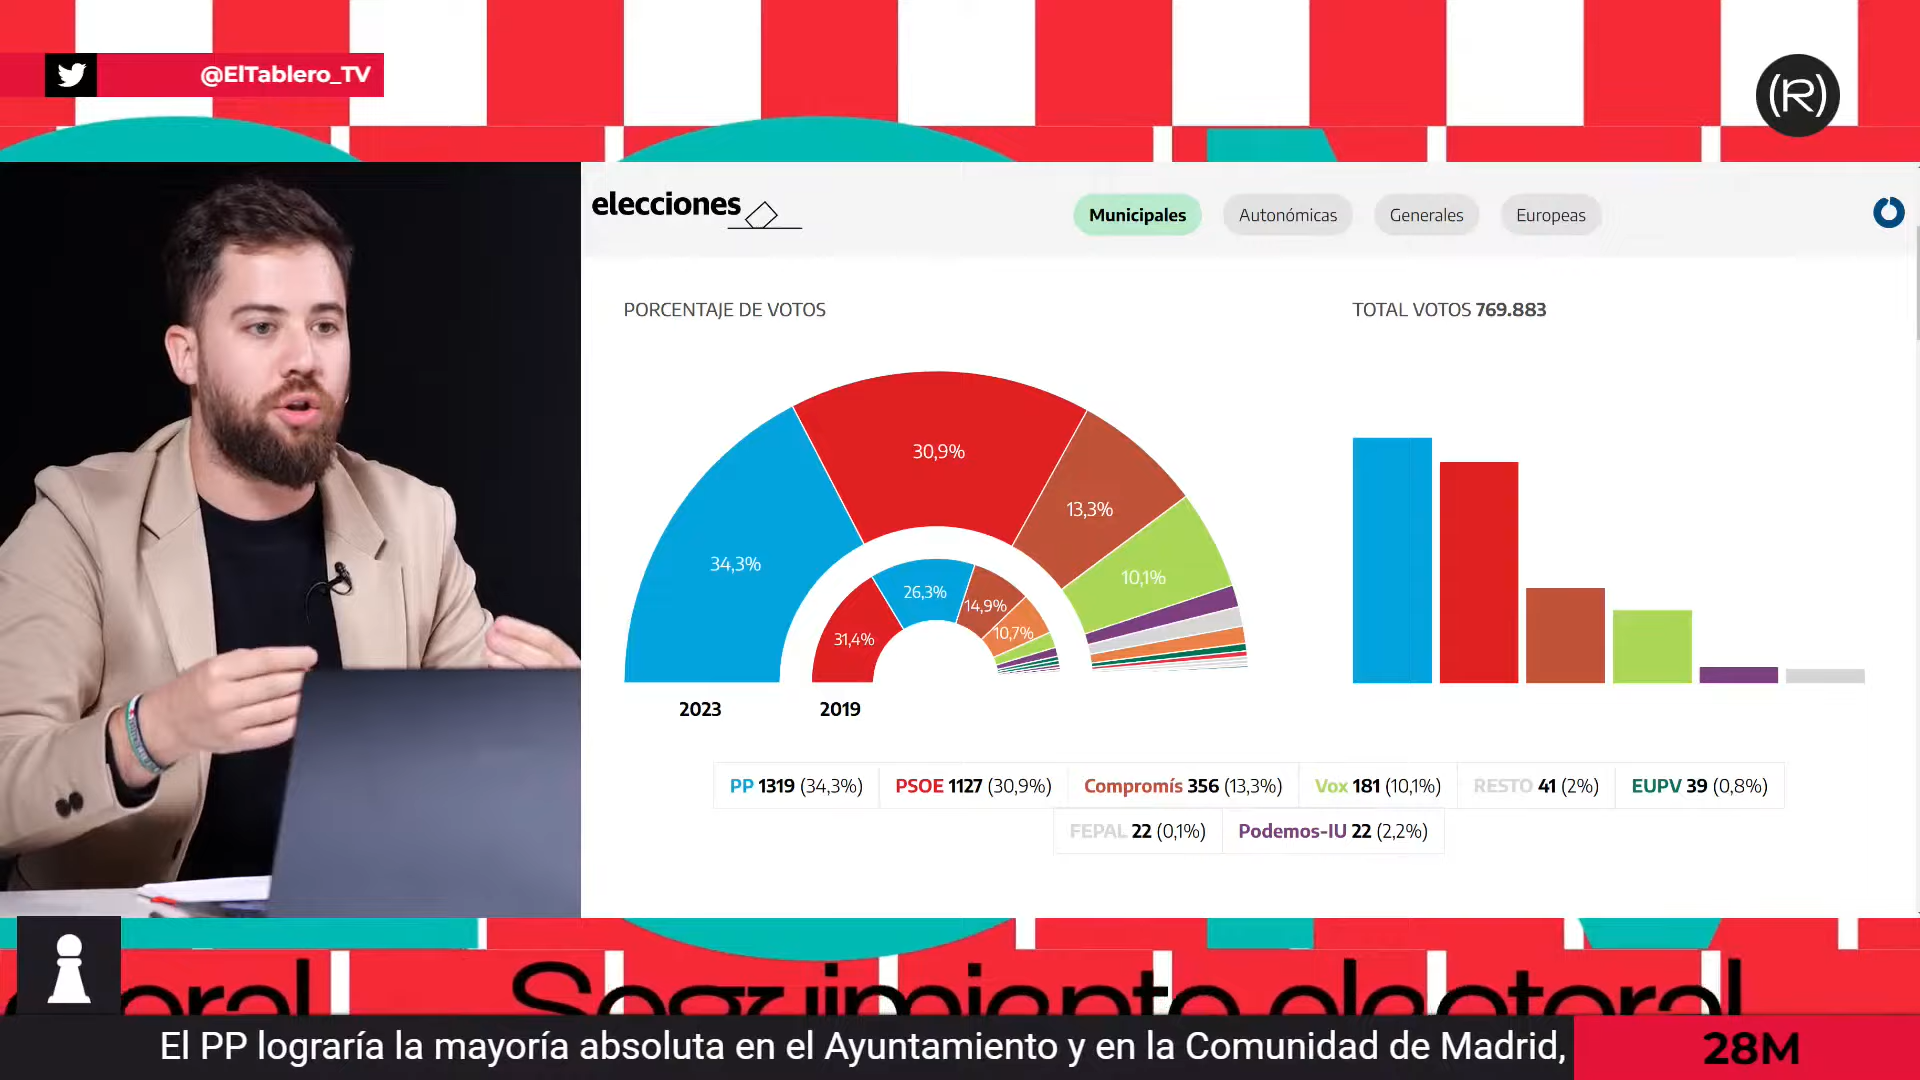 @ElTablero_TV
(R)
elecciones
Municipales
Autonómicas
Generales
Europeas
PORCENTAJE DE VOTOS
TOTAL VOTOS 769.883
30,9%
13,3%
34,3%
10,1%
26,3%
14,9%
10,7%
31,4%
2023
2019
PP 1319 (34,3%)
PSOE 1127 (30,9%)
Compromís 356 (13,3%)
Vox 181 (10,1%)
RESTO 41 (2%)
EUPV 39 (0,8%)
FEPAL 22 (0,1%)
Podemos-IU 22 (2,2%)
Seguimiento electoral
El PP lograría la mayoría absoluta en el Ayuntamiento y en la Comunidad de Madrid,
28M